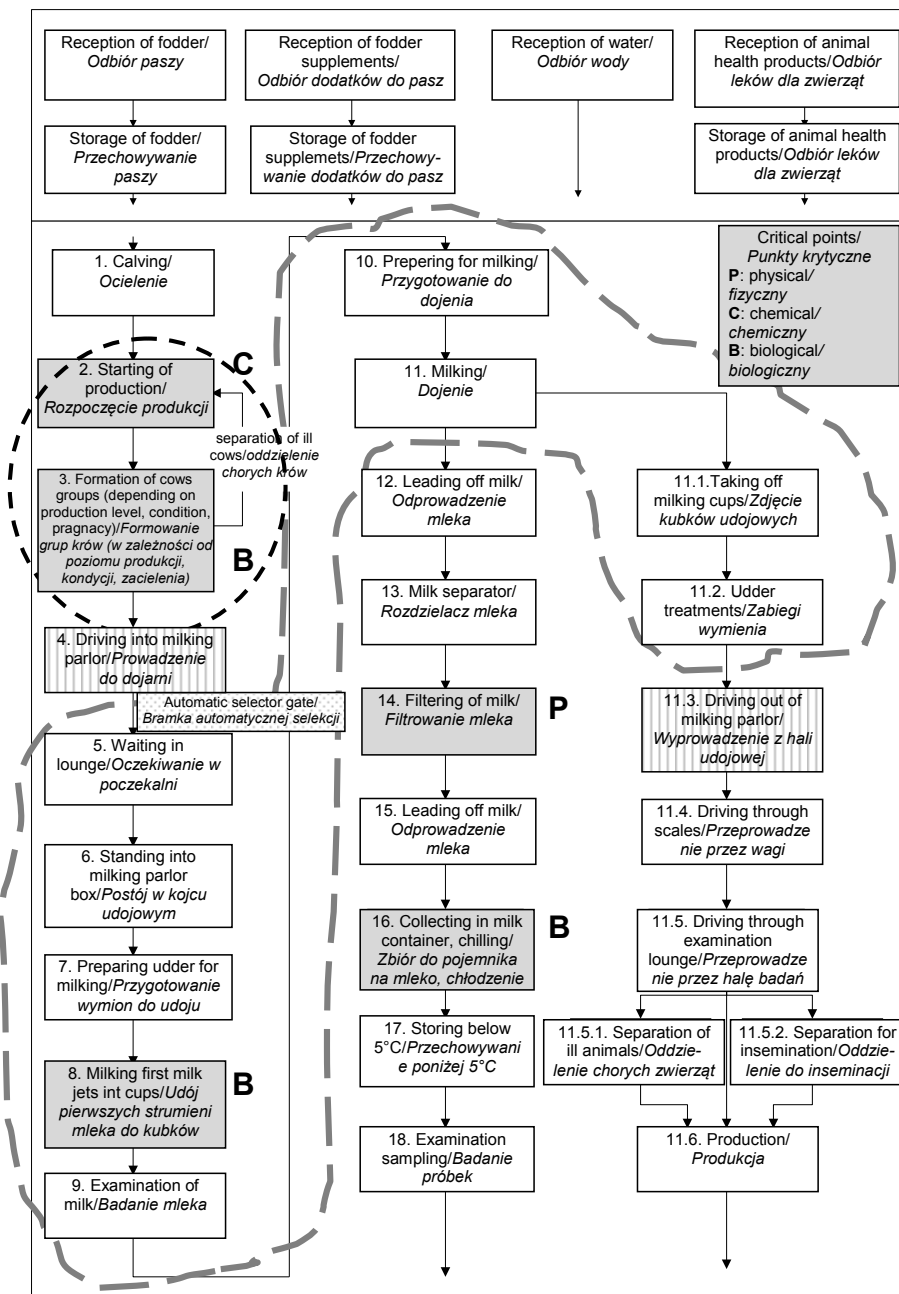 Reception of fodder/
Odbiór paszy
Reception of fodder
supplements/
Odbiór dodatków do pasz
Reception of water/
Odbiór wody
Reception of animal
health products/Odbiór
leków dla zwierząt
Storage of fodder/
Przechowywanie
paszy
Storage of fodder
supplemets/Przechowy-
wanie dodatków do pasz
Storage of animal health
products/Odbiór leków
dla zwierząt
Critical points/
Punkty krytyczne
P: physical/
fizyczny
C: chemical/
chemiczny
B: biological/
biologiczny
1. Calving/
Ocielenie
2. Starting of
production/
Rozpoczęcie produkcji
C
separation of ill
cows/oddzielenie
chorych krów
3. Formation of cows
groups (depending on
production level, condition,
pragnacy)/Formowanie
grup krów (w zależności od
poziomu produkcji,
kondycji, zacielenia)
B
4. Driving into milking
parlor/Prowadzenie
do dojarni
Automatic selector gate/
Bramka automatycznej selekcji
5. Waiting in
lounge/Oczekiwanie w
poczekalni
6. Standing into
milking parlor
box/Postój w kojcu
udojowym
7. Preparing udder for
milking/Przygotowanie
wymion do udoju
8. Milking first milk
jets int cups/Udój
pierwszych strumieni
mleka do kubków
B
9. Examination of
milk/Badanie mleka
10. Prepering for milking/
Przygotowanie do
dojenia
11. Milking/
Dojenie
12. Leading off milk/
Odprowadzenie
mleka
13. Milk separator/
Rozdzielacz mleka
14. Filtering of milk/
Filtrowanie mleka
P
15. Leading off milk/
Odprowadzenie
mleka
16. Collecting in milk
container, chilling/
Zbiór do pojemnika
na mleko, chłodzenie
B
17. Storing below
5°C/Przechowywani
e poniżej 5°C
18. Examination
sampling/Badanie
próbek
11.1.Taking off
milking cups/Zdjęcie
kubków udojowych
11.2. Udder
treatments/Zabiegi
wymienia
11.3. Driving out of
milking parlor/
Wyprowadzenie z hali
udojowej
11.4. Driving through
scales/Przeprowadze
nie przez wagi
11.5. Driving through
examination
lounge/Przeprowadze
nie przez halę badań
11.5.1. Separation of
ill animals/Oddzie-
lenie chorych zwierząt
11.5.2. Separation for
insemination/Oddzie-
lenie do inseminacji
11.6. Production/
Produkcja